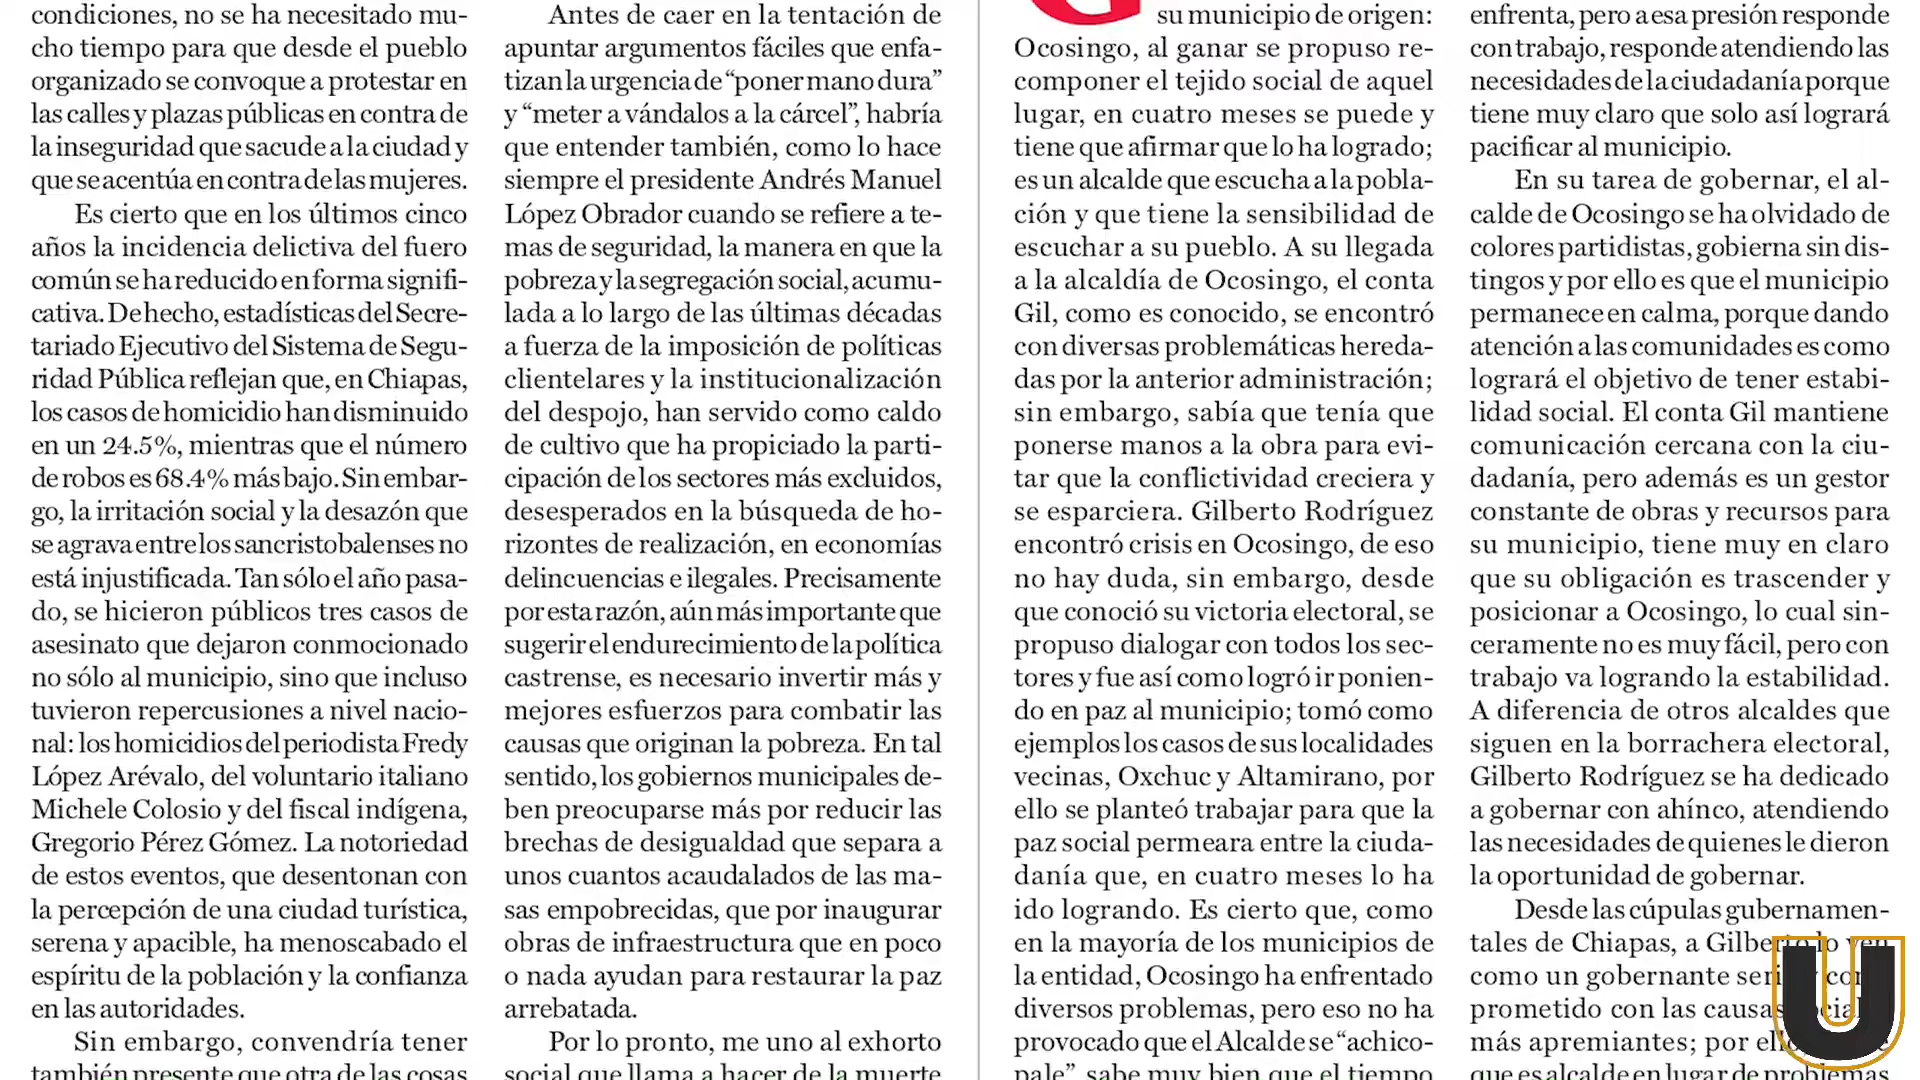 condiciones, no se ha necesitado mu-
cho tiempo para que desde el pueblo
organizado se convoque a protestar en
las calles y plazas públicas en contra de
la inseguridad que sacude a la ciudad y
que se acentúa en contra de las mujeres.
Es cierto que en los últimos cinco
años la incidencia delictiva del fuero
común se ha reducido en forma signifi-
cativa. De hecho, estadísticas del Secre-
tariado Ejecutivo del Sistema de Segu-
ridad Pública reflejan que, en Chiapas,
los casos de homicidio han disminuido
en un 24.5%, mientras que el número
de robos es 68.4% más bajo. Sin embar-
go, la irritación social y la desazón que
se agrava entre los sancristobalenses no
está injustificada. Tan sólo el año pasa-
do, se hicieron públicos tres casos de
asesinato que dejaron conmocionado
no sólo al municipio, sino que incluso
tuvieron repercusiones a nivel nacio-
nal: los homicidios del periodista Fredy
López Arévalo, del voluntario italiano
Michele Colosio y del fiscal indígena,
Gregorio Pérez Gómez. La notoriedad
de estos eventos, que desentonan con
la percepción de una ciudad turística,
serena y apacible, ha menoscabado el
espíritu de la población y la confianza
en las autoridades.
Sin embargo, convendría tener
también presente que otra de las cosas
Antes de caer en la tentación de
apuntar argumentos fáciles que enfa-
tizan la urgencia de “poner mano dura”
y “meter a vándalos a la cárcel”, habría
que entender también, como lo hace
siempre el presidente Andrés Manuel
López Obrador cuando se refiere a te-
mas de seguridad, la manera en que la
pobreza y la segregación social, acumu-
lada a lo largo de las últimas décadas
a fuerza de la imposición de políticas
clientelares y la institucionalización
del despojo, han servido como caldo
de cultivo que ha propiciado la parti-
cipación de los sectores más excluidos,
desesperados en la búsqueda de ho-
rizontes de realización, en economías
delincuencias e ilegales. Precisamente
por esta razón, aún más importante que
sugerir el endurecimiento de la política
castrense, es necesario invertir más y
mejores esfuerzos para combatir las
causas que originan la pobreza. En tal
sentido, los gobiernos municipales de-
ben preocuparse más por reducir las
brechas de desigualdad que separa a
unos cuantos acaudalados de las ma-
sas empobrecidas, que por inaugurar
obras de infraestructura que en poco
o nada ayudan para restaurar la paz
arrebatada.
Por lo pronto, me uno al exhorto
social que llama a hacer de la muerte
su municipio de origen:
Ocosingo, al ganar se propuso re-
componer el tejido social de aquel
lugar, en cuatro meses se puede y
tiene que afirmar que lo ha logrado;
es un alcalde que escucha a la pobla-
ción y que tiene la sensibilidad de
escuchar a su pueblo. A su llegada
a la alcaldía de Ocosingo, el conta
Gil, como es conocido, se encontró
con diversas problemáticas hereda-
das por la anterior administración;
sin embargo, sabía que tenía que
ponerse manos a la obra para evi-
tar que la conflictividad creciera y
se esparciera. Gilberto Rodríguez
encontró crisis en Ocosingo, de eso
no hay duda, sin embargo, desde
que conoció su victoria electoral, se
propuso dialogar con todos los sec-
tores y fue así como logró ir ponien-
do en paz al municipio; tomó como
ejemplos los casos de sus localidades
vecinas, Oxchuc y Altamirano, por
ello se planteó trabajar para que la
paz social permeara entre la ciuda-
danía que, en cuatro meses lo ha
ido logrando. Es cierto que, como
en la mayoría de los municipios de
la entidad, Ocosingo ha enfrentado
diversos problemas, pero eso no ha
provocado que el Alcalde se “achico-
pale”, sabe muy bien que el tiempo
enfrenta, pero a esa presión responde
con trabajo, responde atendiendo las
necesidades de la ciudadanía porque
tiene muy claro que solo así logrará
pacificar al municipio.
En su tarea de gobernar, el al-
calde de Ocosingo se ha olvidado de
colores partidistas, gobierna sin dis-
tingos y por ello es que el municipio
permanece en calma, porque dando
atención a las comunidades es como
logrará el objetivo de tener estabi-
lidad social. El conta Gil mantiene
comunicación cercana con la ciu-
dadanía, pero además es un gestor
constante de obras y recursos para
su municipio, tiene muy en claro
que su obligación es trascender y
posicionar a Ocosingo, lo cual sin-
ceramente no es muy fácil, pero con
trabajo va logrando la estabilidad.
A diferencia de otros alcaldes que
siguen en la borrachera electoral,
Gilberto Rodríguez se ha dedicado
a gobernar con ahínco, atendiendo
las necesidades de quienes le dieron
la oportunidad de gobernar.
Desde las cúpulas gubernamen-
tales de Chiapas, a Gilberto lo ven
como un gobernante
prometido con las causas
más apremiantes; por
que es alcalde en lugar de problemas
U